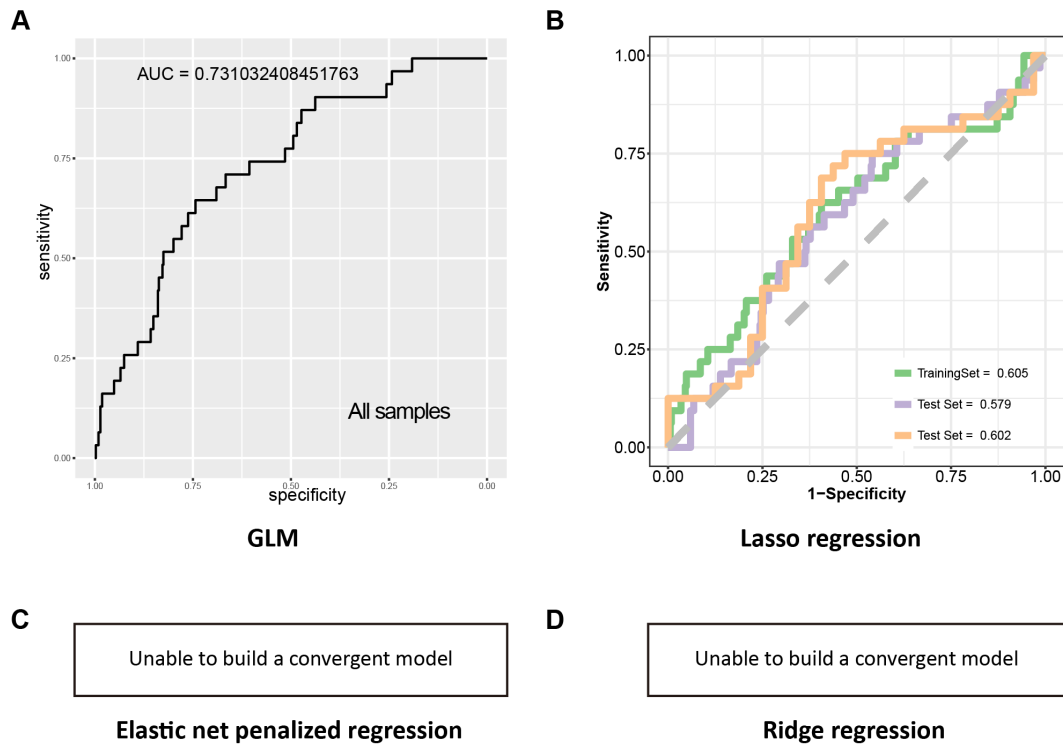 A
1.00
0.75
0.50
0.25
0.00
sensitivity
AUC = 0.731032408451763
All samples
1.00
0.75
0.50
0.25
0.00
specificity
GLM
B
1.00
0.75
0.50
0.25
0.00
Sensitivity
TrainingSet = 0.605
Test Set = 0.579
Test Set = 0.602
0.00
0.25
0.50
0.75
1.00
1−Specificity
Lasso regression
C
Unable to build a convergent model
Elastic net penalized regression
D
Unable to build a convergent model
Ridge regression